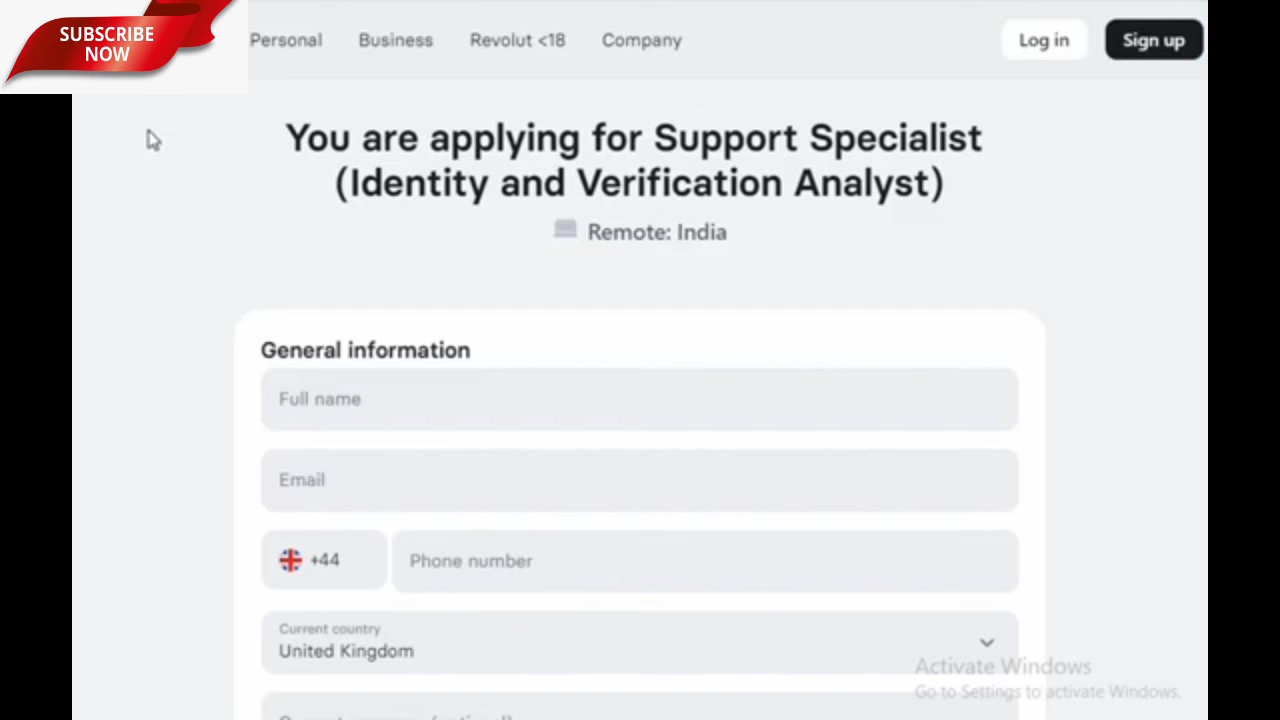 SUBSCRIBE
NOW
Personal Business Revolut <18 Company Log in Sign up
You are applying for Support Specialist
(Identity and Verification Analyst)
Remote: India
General information
Full name
Email
+44 Phone number
Current country
United Kingdom
Activate Windows
Go to Settings to activate Windows.